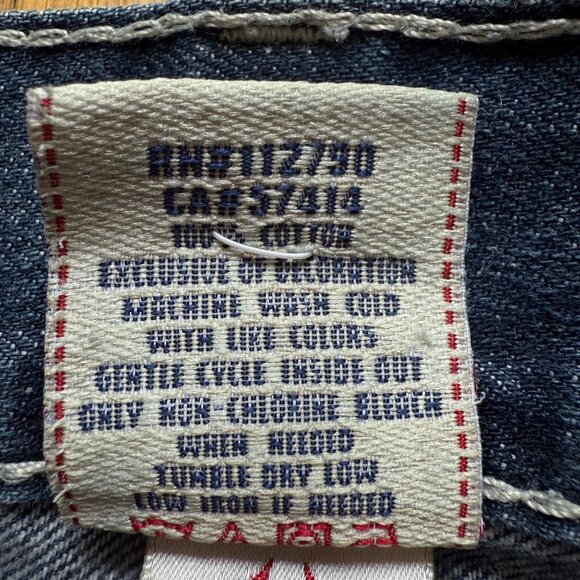 RN#112790
CA#37414
100% COTTON
EXCLUSIVE OF DECORATION
MACHINE WASH COLD
WITH LIKE COLORS
GENTLE CYCLE INSIDE OUT
ONLY NON-CHLORINE BLEACH
WHEN NEEDED
TUMBLE DRY LOW
LOW IRON IF NEEDED